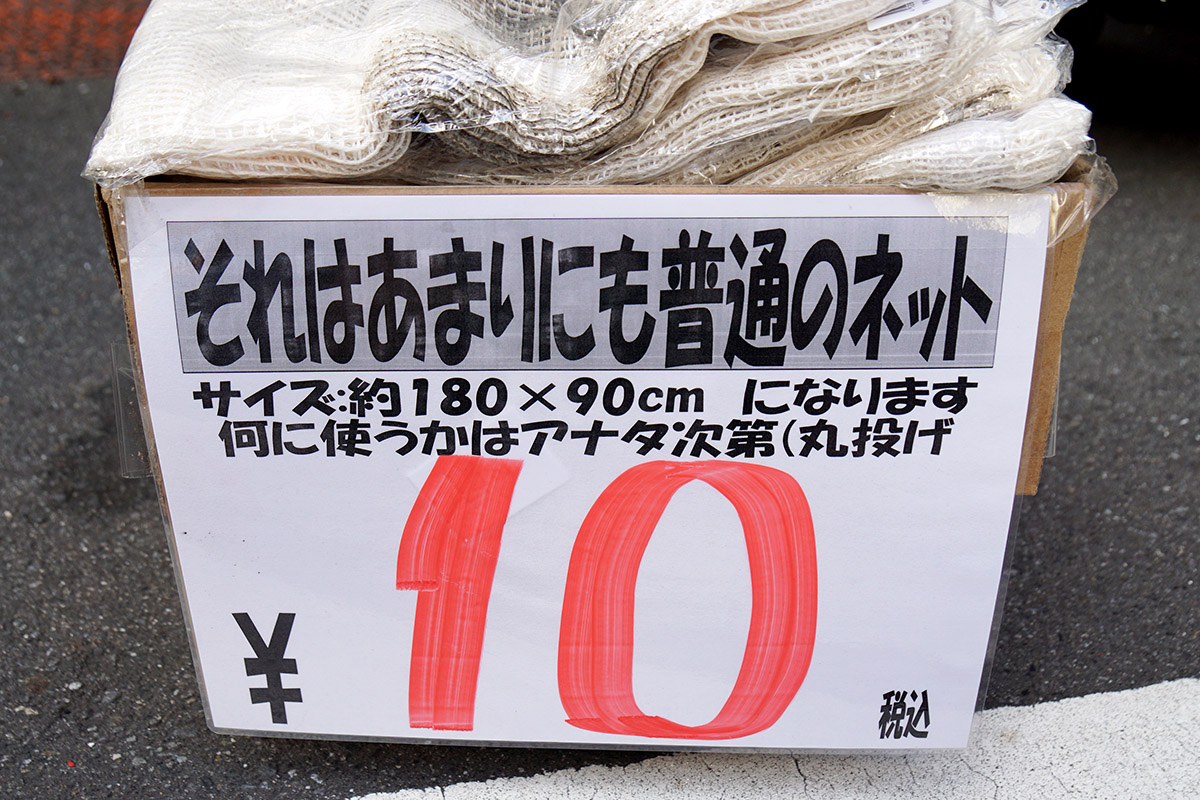 それはあまりにも普通のネット
サイズ:約180×90cm になります
何に使うかはアナタ次第(丸投げ
¥10
税込